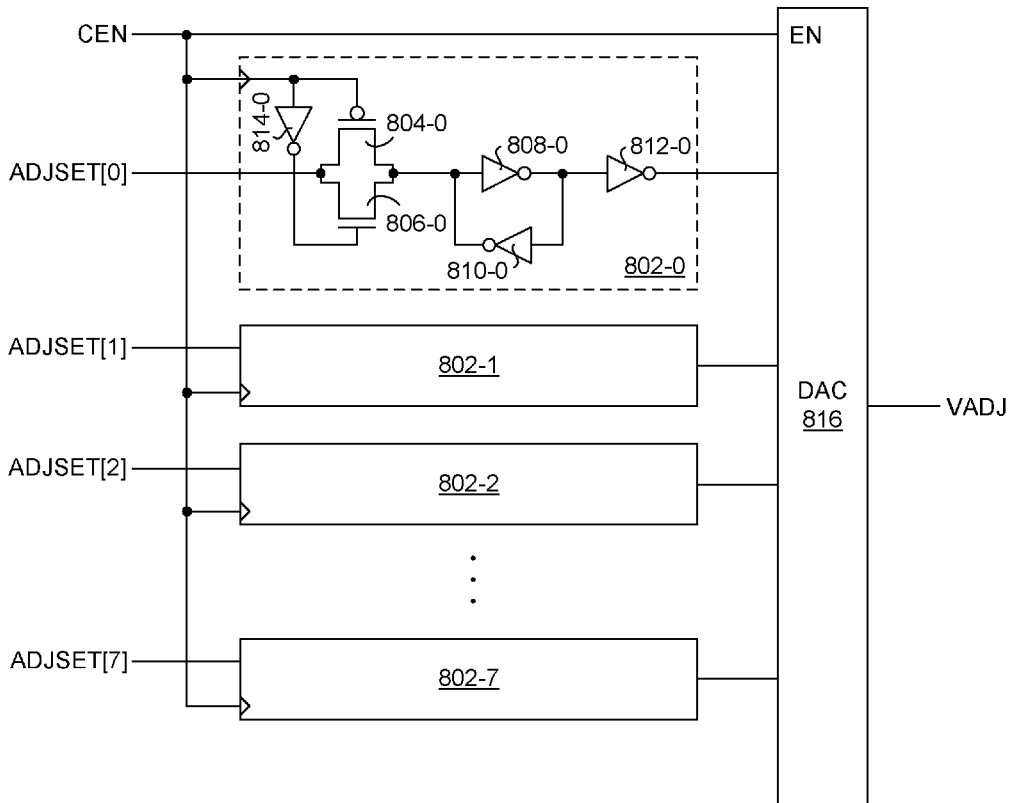 CEN
EN
814-0
804-0
808-0
812-0
ADJSET[0]
806-0
810-0
802-0
ADJSET[1]
802-1
DAC
816
VADJ
ADJSET[2]
802-2
ADJSET[7]
802-7